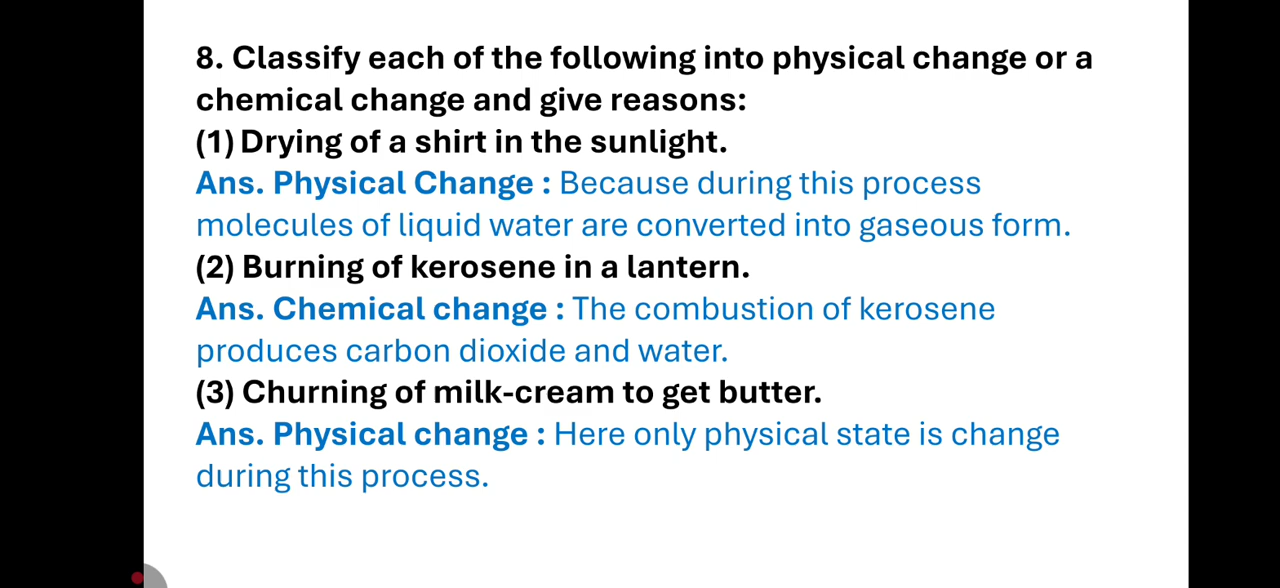 8. Classify each of the following into physical change or a
chemical change and give reasons:
(1) Drying of a shirt in the sunlight.
Ans. Physical Change : Because during this process
molecules of liquid water are converted into gaseous form.
(2) Burning of kerosene in a lantern.
Ans. Chemical change : The combustion of kerosene
produces carbon dioxide and water.
(3) Churning of milk-cream to get butter.
Ans. Physical change : Here only physical state is change
during this process.